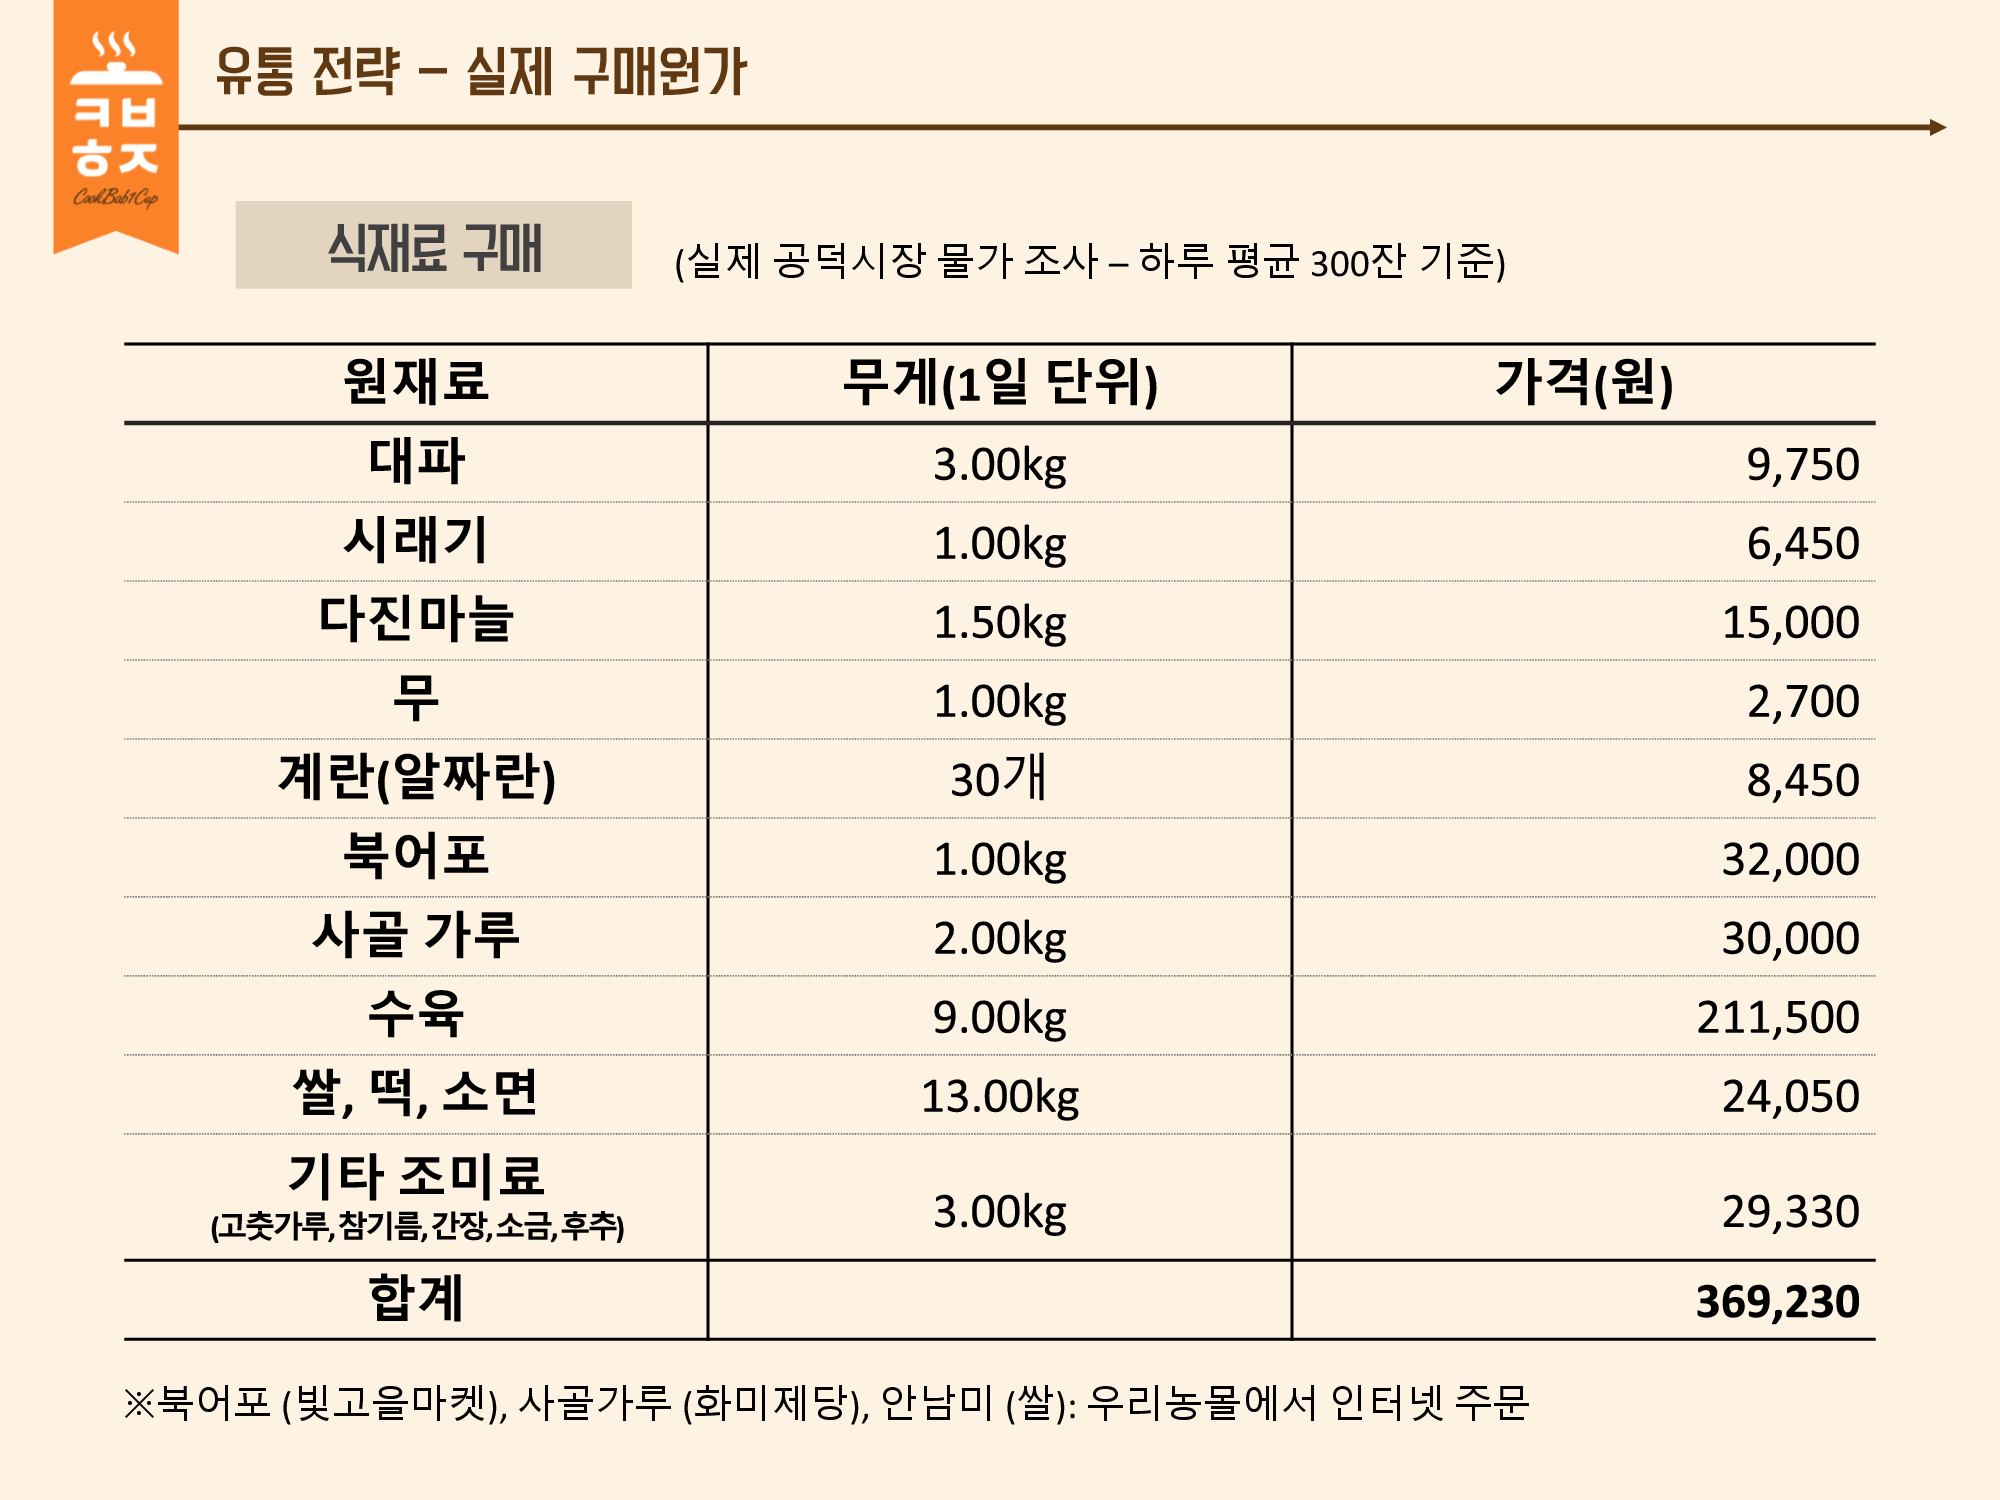 유통 전략 – 실제 구매원가
ㅋㅂ
ㅎㅈ
CookBab1Cup
식재료 구매
(실제 공덕시장 물가 조사 – 하루 평균 300잔 기준)
원재료 무게(1일 단위) 가격(원)
대파 3.00kg 9,750
시래기 1.00kg 6,450
다진마늘 1.50kg 15,000
무 1.00kg 2,700
계란(알짜란) 30개 8,450
북어포 1.00kg 32,000
사골 가루 2.00kg 30,000
수육 9.00kg 211,500
쌀, 떡, 소면 13.00kg 24,050
기타 조미료
(고춧가루, 참기름, 간장, 소금, 후추) 3.00kg 29,330
합계 369,230
※북어포 (빛고을마켓), 사골가루 (화미제당), 안남미 (쌀): 우리농몰에서 인터넷 주문